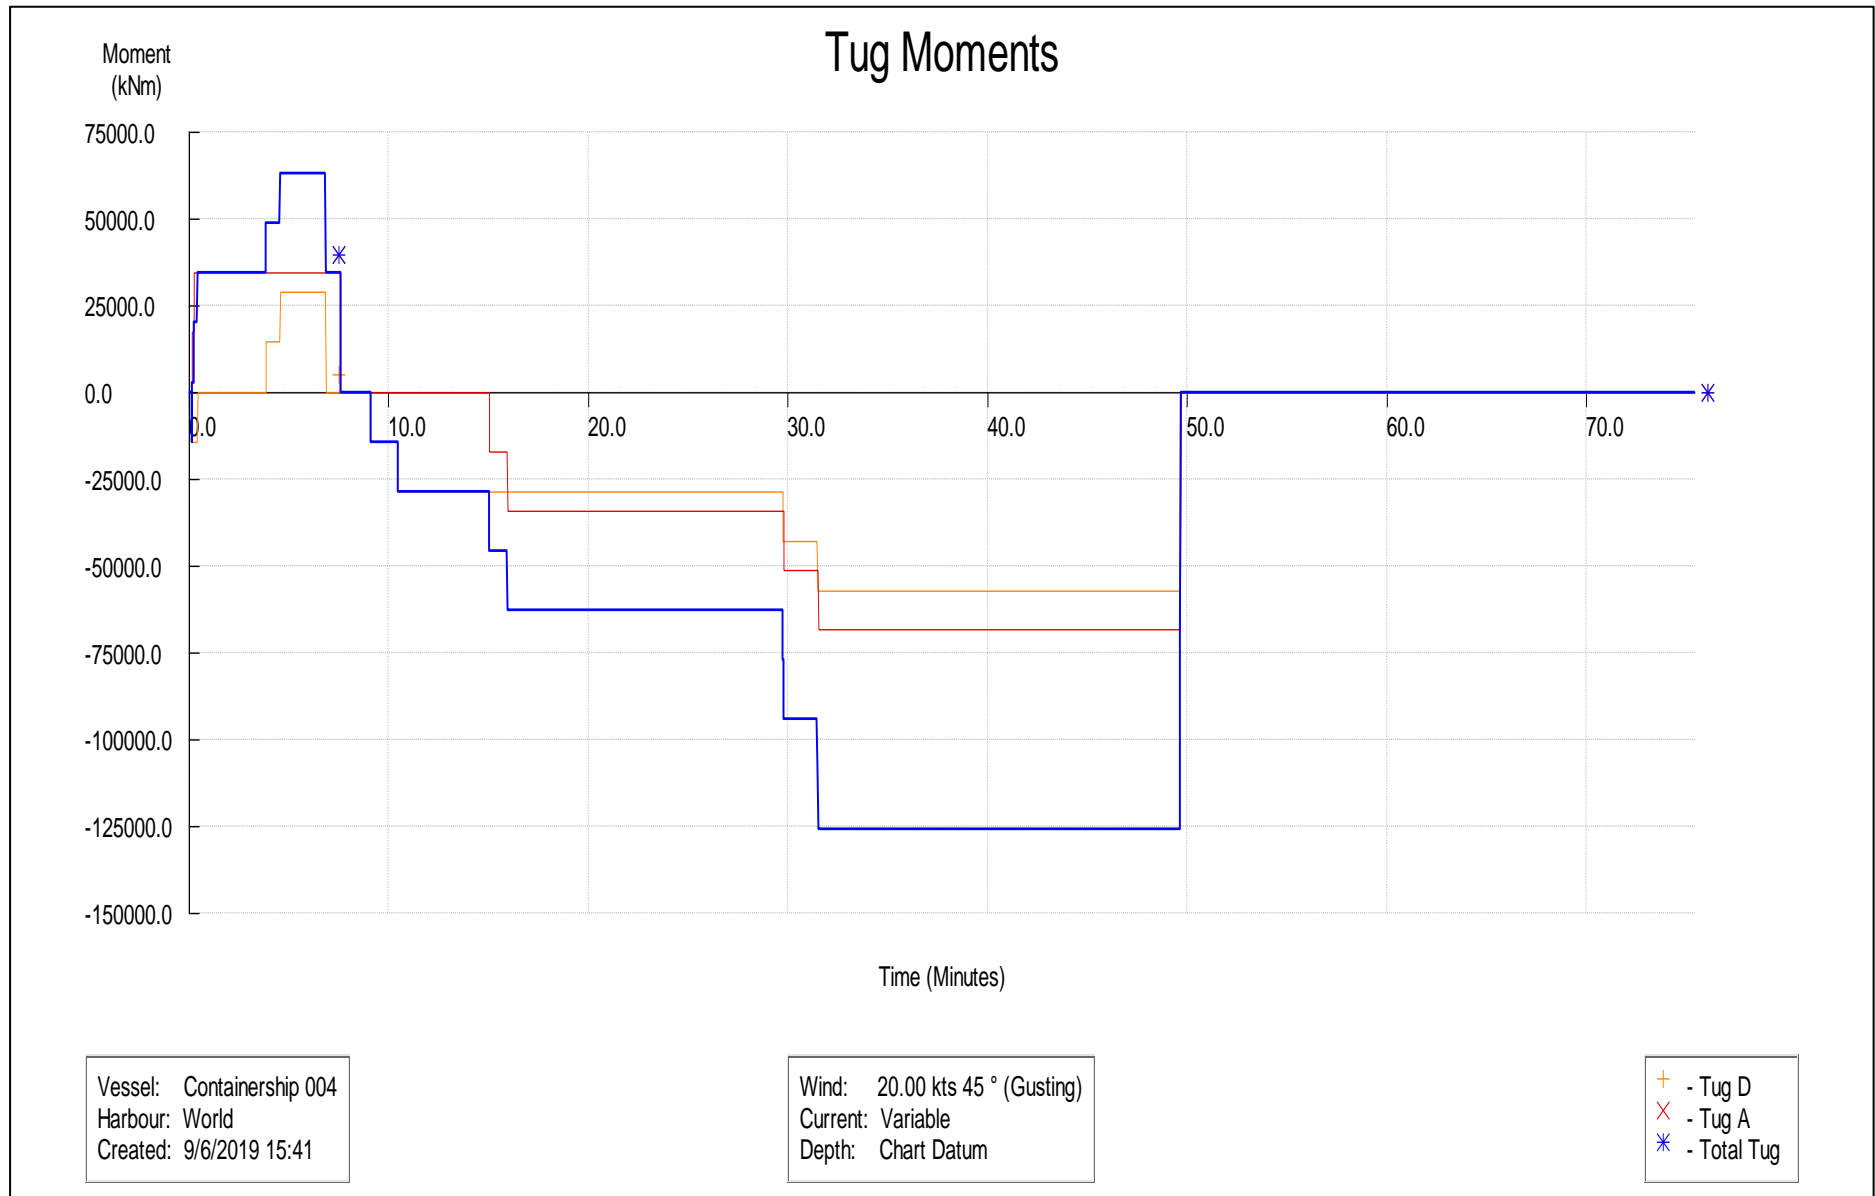 Tug Moments
Moment
(kNm)
75000.0
50000.0
25000.0
0.0
-25000.0
-50000.0
-75000.0
-100000.0
-125000.0
-150000.0
0.0 10.0 20.0 30.0 40.0 50.0 60.0 70.0
Time (Minutes)
Vessel: Containership 004
Harbour: World
Created: 9/6/2019 15:41
Wind: 20.00 kts 45 ° (Gusting)
Current: Variable
Depth: Chart Datum
- Tug D
- Tug A
- Total Tug